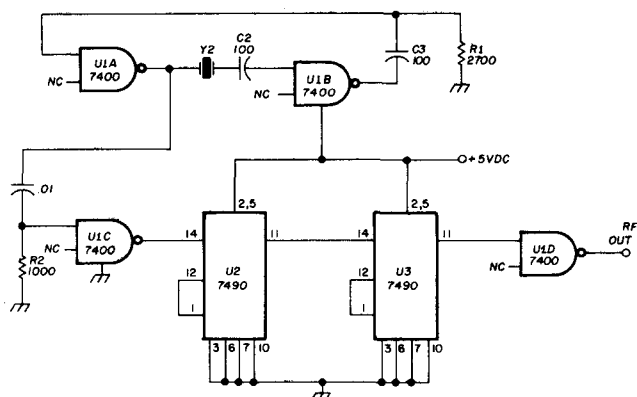 U1A
7400
NC
Y2
C2
100
U1B
7400
NC
C3
100
R1
2700
+5VDC
.01
R2
1000
U1C
7400
NC
2,5
14
U2
7490
12
1
11
3 6 7 10
2,5
14
U3
7490
12
1
11
3 6 7 10
U1D
7400
NC
RF
OUT